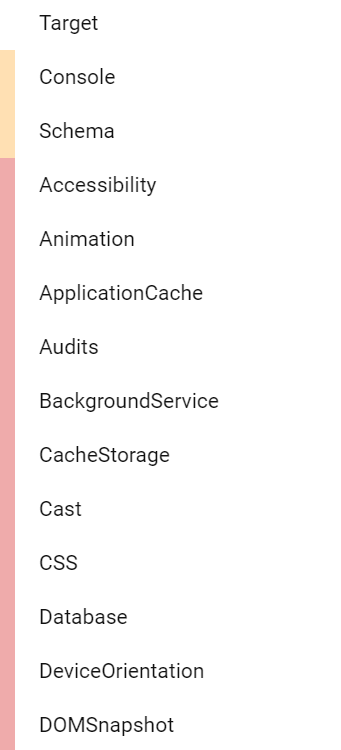 Target
Console
Schema
Accessibility
Animation
ApplicationCache
Audits
BackgroundService
CacheStorage
Cast
CSS
Database
DeviceOrientation
DOMSnapshot